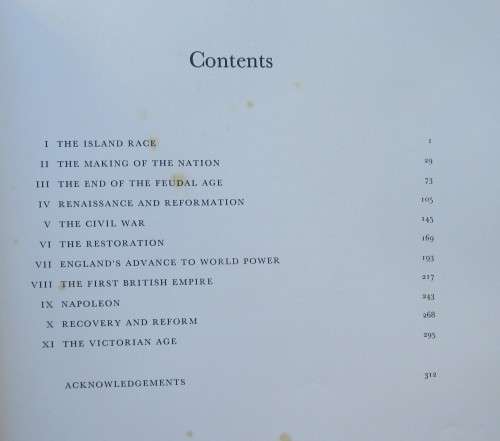 Contents
I THE ISLAND RACE 1
II THE MAKING OF THE NATION 29
III THE END OF THE FEUDAL AGE 73
IV RENAISSANCE AND REFORMATION 105
V THE CIVIL WAR 145
VI THE RESTORATION 169
VII ENGLAND'S ADVANCE TO WORLD POWER 193
VIII THE FIRST BRITISH EMPIRE 217
IX NAPOLEON 243
X RECOVERY AND REFORM 268
XI THE VICTORIAN AGE 295
ACKNOWLEDGEMENTS 312